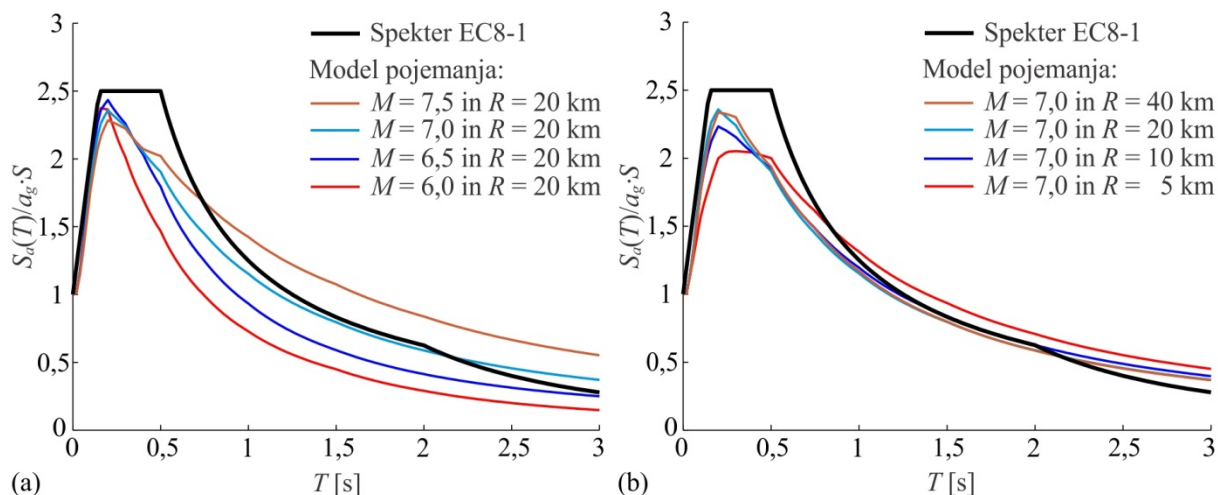 3
2,5
2
1,5
1
0,5
0
Sa(T)/ag·S
Spekter EC8-1
Model pojemanja:
M = 7,5 in R = 20 km
M = 7,0 in R = 20 km
M = 6,5 in R = 20 km
M = 6,0 in R = 20 km
0 0,5 1 1,5 2 2,5 3
(a)
T [s]
3
2,5
2
1,5
1
0,5
0
Sa(T)/ag·S
Spekter EC8-1
Model pojemanja:
M = 7,0 in R = 40 km
M = 7,0 in R = 20 km
M = 7,0 in R = 10 km
M = 7,0 in R = 5 km
0 0,5 1 1,5 2 2,5 3
(b)
T [s]